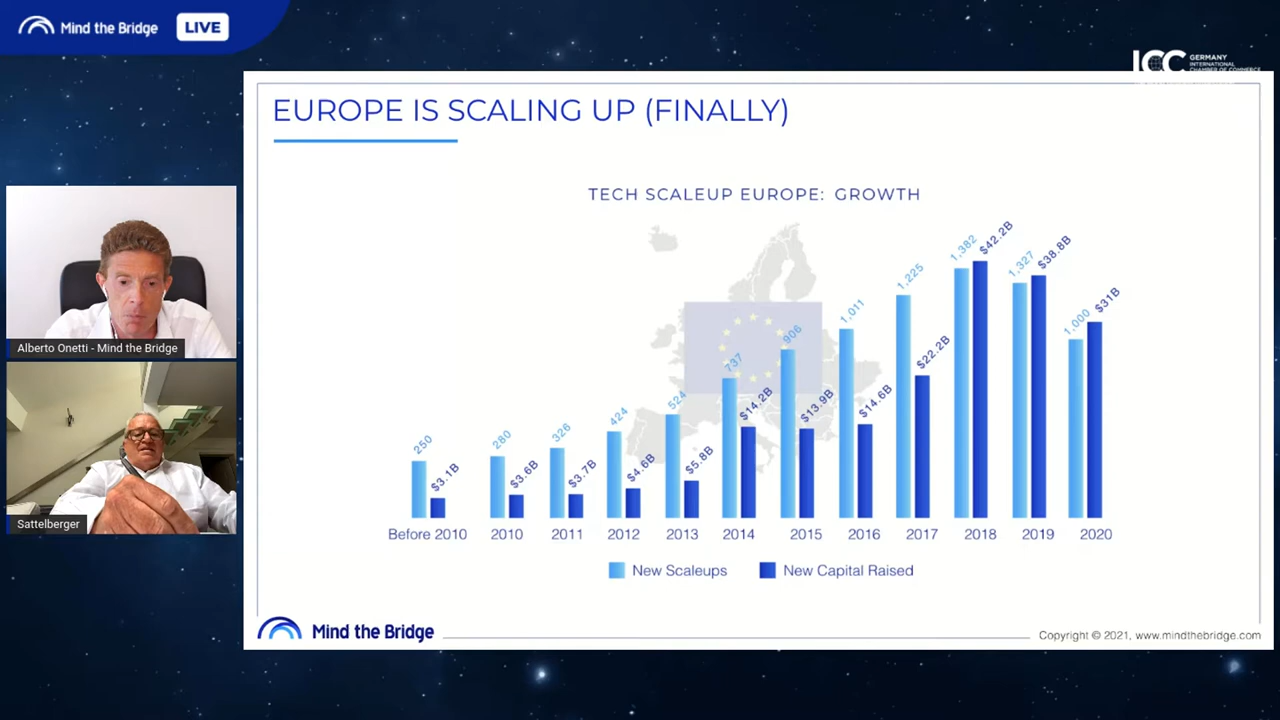 Mind the Bridge
LIVE
ICC GERMANY
INTERNATIONAL
CHAMBER OF COMMERCE
EUROPE IS SCALING UP (FINALLY)
TECH SCALEUP EUROPE: GROWTH
250 $3.1B 280 $3.6B 326 $3.7B 424 $4.6B 524 $5.8B 737 $14.2B 906 $13.9B 1,011 $14.6B 1,225 $22.2B 1,382 $42.2B 1,327 $38.8B 1,000 $31B
Before 2010 2010 2011 2012 2013 2014 2015 2016 2017 2018 2019 2020
New Scaleups New Capital Raised
Alberto Onetti - Mind the Bridge
Sattelberger
Mind the Bridge
Copyright © 2021, www.mindthebridge.com